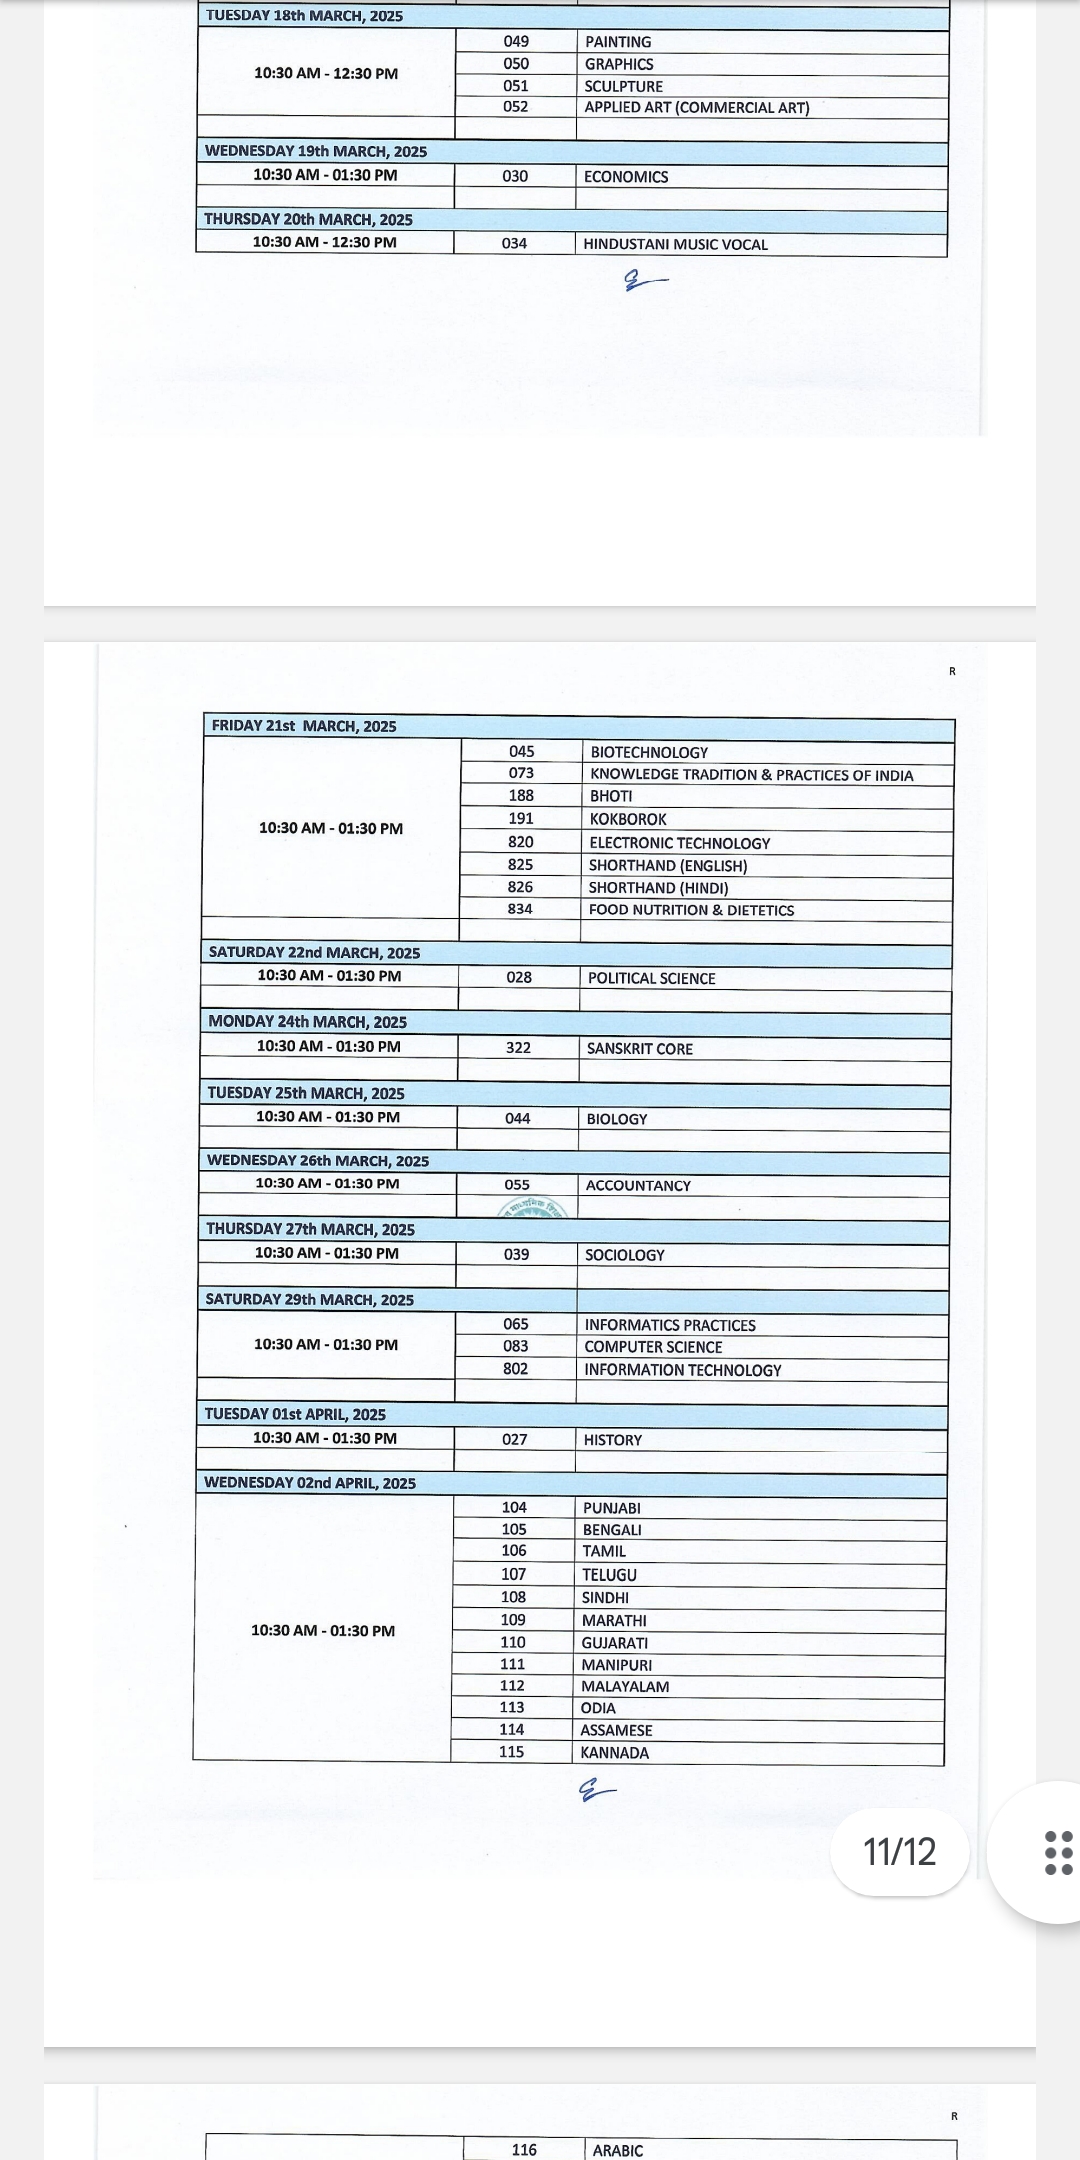 TUESDAY 18th MARCH, 2025
10:30 AM - 12:30 PM
049 PAINTING
050 GRAPHICS
051 SCULPTURE
052 APPLIED ART (COMMERCIAL ART)
WEDNESDAY 19th MARCH, 2025
10:30 AM - 01:30 PM 030 ECONOMICS
THURSDAY 20th MARCH, 2025
10:30 AM - 12:30 PM 034 HINDUSTANI MUSIC VOCAL
R
FRIDAY 21st MARCH, 2025
10:30 AM - 01:30 PM
045 BIOTECHNOLOGY
073 KNOWLEDGE TRADITION & PRACTICES OF INDIA
188 BHOTI
191 KOKBOROK
820 ELECTRONIC TECHNOLOGY
825 SHORTHAND (ENGLISH)
826 SHORTHAND (HINDI)
834 FOOD NUTRITION & DIETETICS
SATURDAY 22nd MARCH, 2025
10:30 AM - 01:30 PM 028 POLITICAL SCIENCE
MONDAY 24th MARCH, 2025
10:30 AM - 01:30 PM 322 SANSKRIT CORE
TUESDAY 25th MARCH, 2025
10:30 AM - 01:30 PM 044 BIOLOGY
WEDNESDAY 26th MARCH, 2025
10:30 AM - 01:30 PM 055 ACCOUNTANCY
माध्यमिक
THURSDAY 27th MARCH, 2025
10:30 AM - 01:30 PM 039 SOCIOLOGY
SATURDAY 29th MARCH, 2025
10:30 AM - 01:30 PM
065 INFORMATICS PRACTICES
083 COMPUTER SCIENCE
802 INFORMATION TECHNOLOGY
TUESDAY 01st APRIL, 2025
10:30 AM - 01:30 PM 027 HISTORY
WEDNESDAY 02nd APRIL, 2025
10:30 AM - 01:30 PM
104 PUNJABI
105 BENGALI
106 TAMIL
107 TELUGU
108 SINDHI
109 MARATHI
110 GUJARATI
111 MANIPURI
112 MALAYALAM
113 ODIA
114 ASSAMESE
115 KANNADA
11/12
R
116 ARABIC